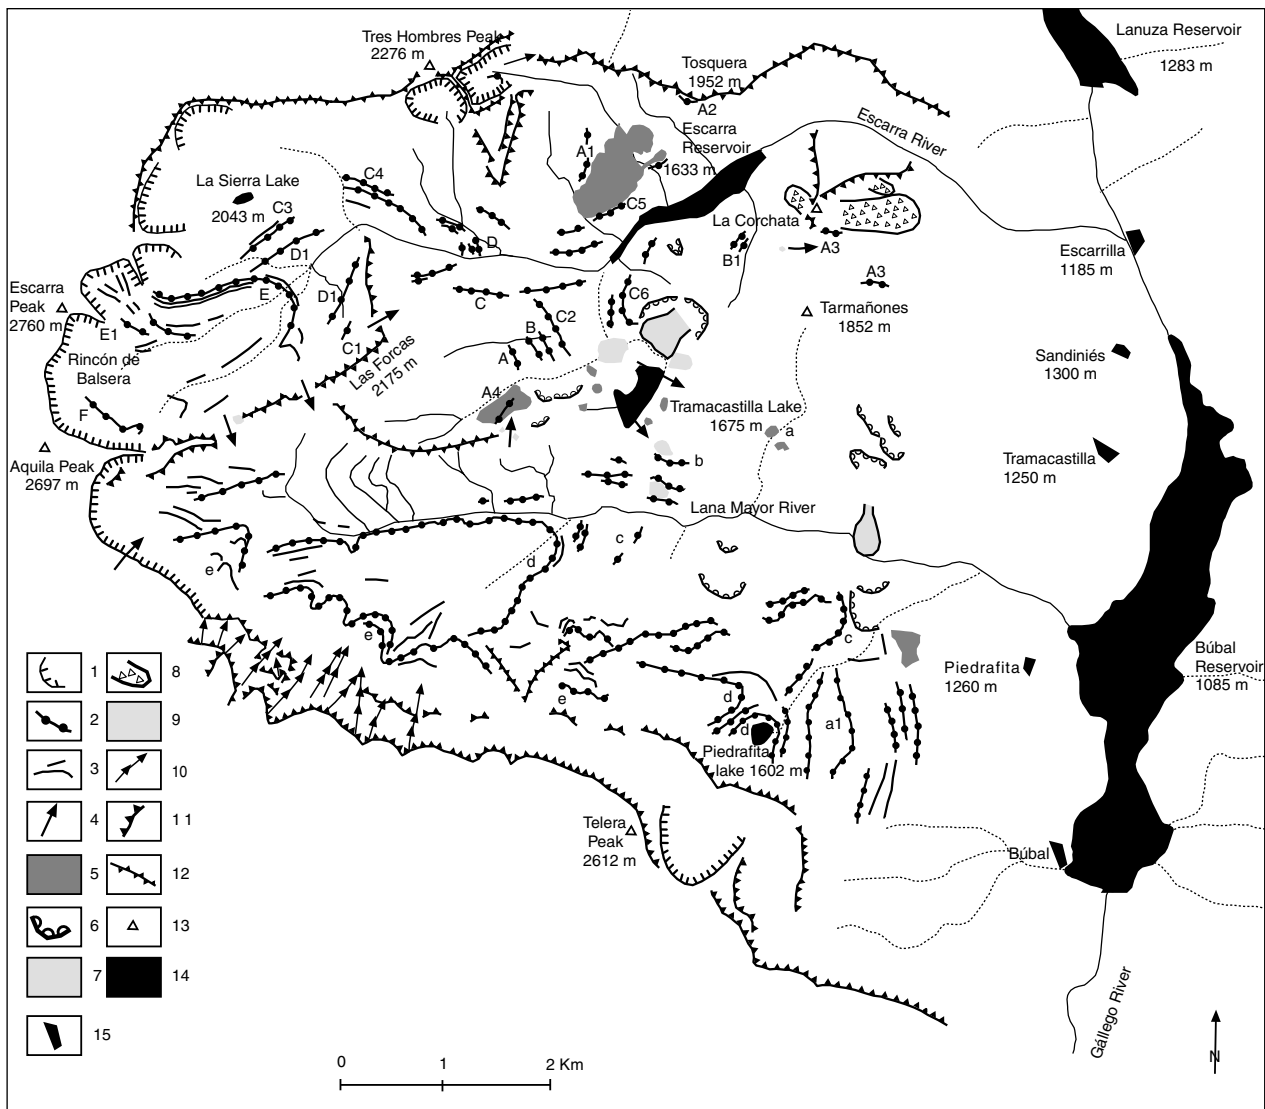 Tres Hombres Peak
2276 m
Lanuza Reservoir
1283 m
Tosquera
1952 m
A2
Escarra River
Escarra
Reservoir
1633 m
A1
La Sierra Lake
2043 m
C4
C3
C5
La Corchata
D
D1
B1
A3
A3
Escarrilla
1185 m
Escarra
Peak
2760 m
E
D1
C
C2
C6
Tarmañones
1852 m
E1
C1
B
A
Las Forcas
2175 m
Rincón de
Balsera
Sandiniés
1300 m
F
A4
Tramacastilla Lake
1675 m
a
Aquila Peak
2697 m
b
Tramacastilla
1250 m
Lana Mayor River
c
d
e
e
c
Piedrafita
1260 m
Búbal
Reservoir
1085 m
e
d
a1
d
Piedrafita
lake 1602 m
Telera
Peak
2612 m
Búbal
Gállego River
N
1
8
2
9
3
10
4
11
5
12
6
13
7
14
15
0
1
2 Km